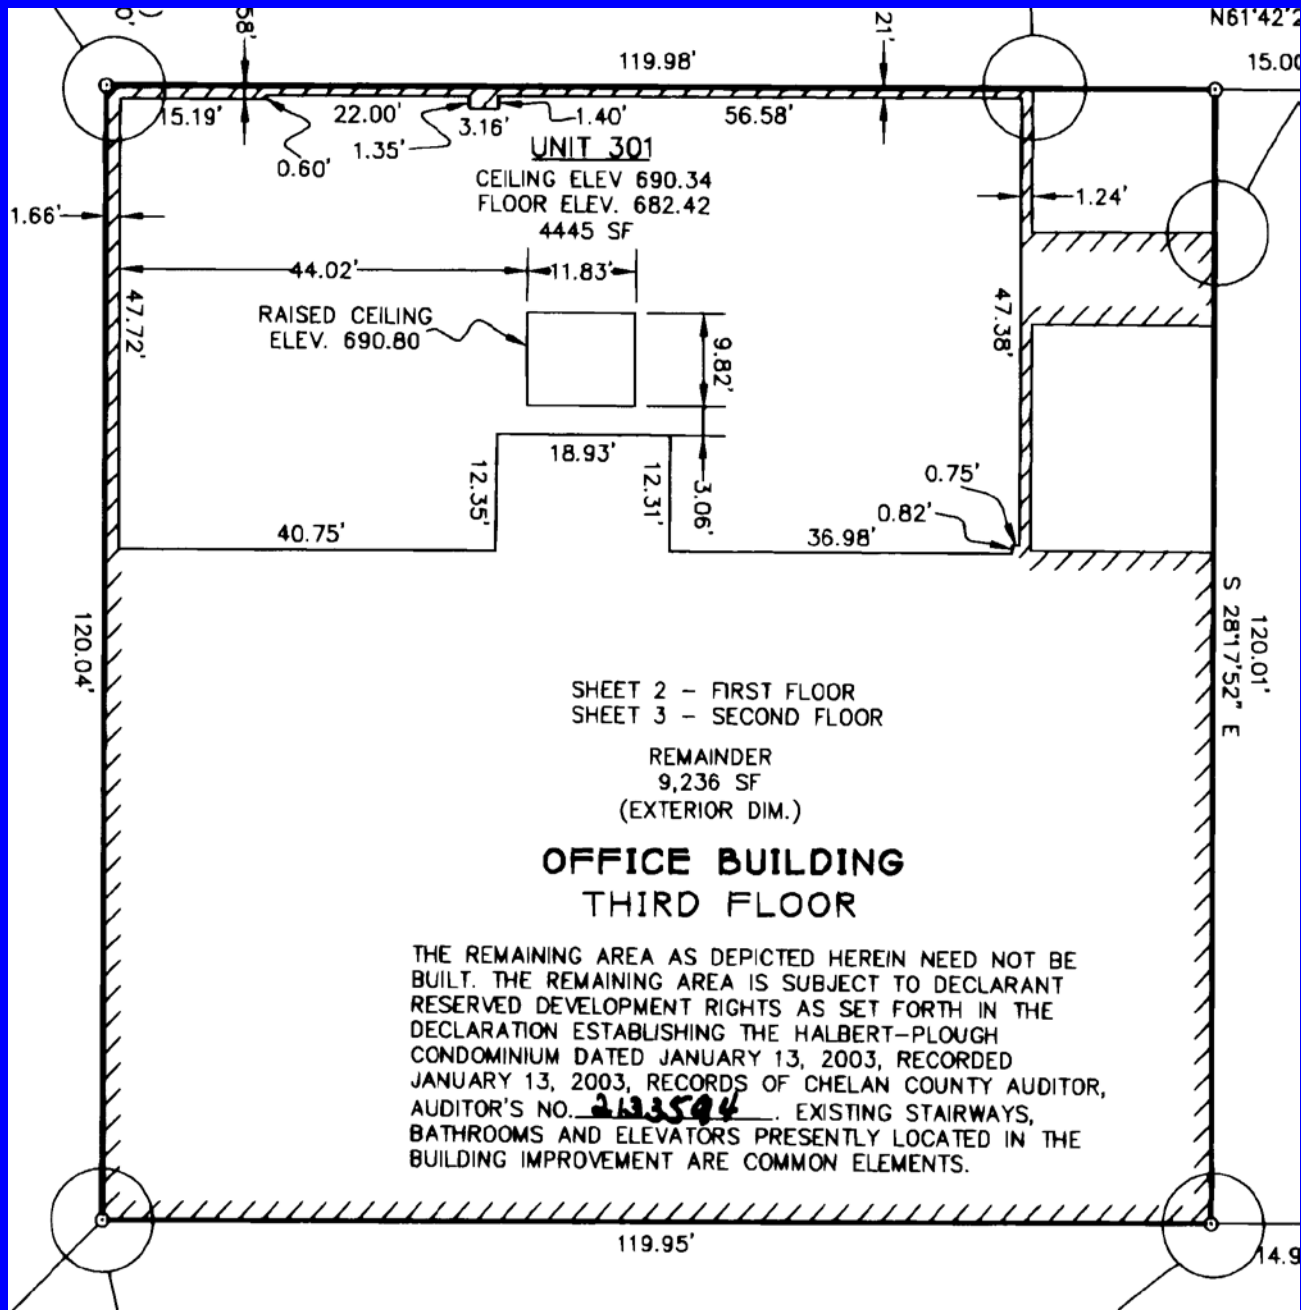 58'
21'
N61°42'2
119.98'
15.00
15.19'
22.00'
3.16'
1.40'
56.58'
1.35'
0.60'
UNIT 301
CEILING ELEV 690.34
FLOOR ELEV. 682.42
4445 SF
1.66'
1.24'
44.02'
11.83'
47.72'
RAISED CEILING
ELEV. 690.80
47.38'
9.82'
18.93'
12.35'
12.31'
3.06'
0.75'
0.82'
40.75'
36.98'
120.04'
S 28°17'52" E
120.01'
SHEET 2 - FIRST FLOOR
SHEET 3 - SECOND FLOOR
REMAINDER
9,236 SF
(EXTERIOR DIM.)
OFFICE BUILDING
THIRD FLOOR
THE REMAINING AREA AS DEPICTED HEREIN NEED NOT BE
BUILT. THE REMAINING AREA IS SUBJECT TO DECLARANT
RESERVED DEVELOPMENT RIGHTS AS SET FORTH IN THE
DECLARATION ESTABLISHING THE HALBERT-PLOUGH
CONDOMINIUM DATED JANUARY 13, 2003, RECORDED
JANUARY 13, 2003, RECORDS OF CHELAN COUNTY AUDITOR,
AUDITOR'S NO. 2133594. EXISTING STAIRWAYS,
BATHROOMS AND ELEVATORS PRESENTLY LOCATED IN THE
BUILDING IMPROVEMENT ARE COMMON ELEMENTS.
119.95'
14.9